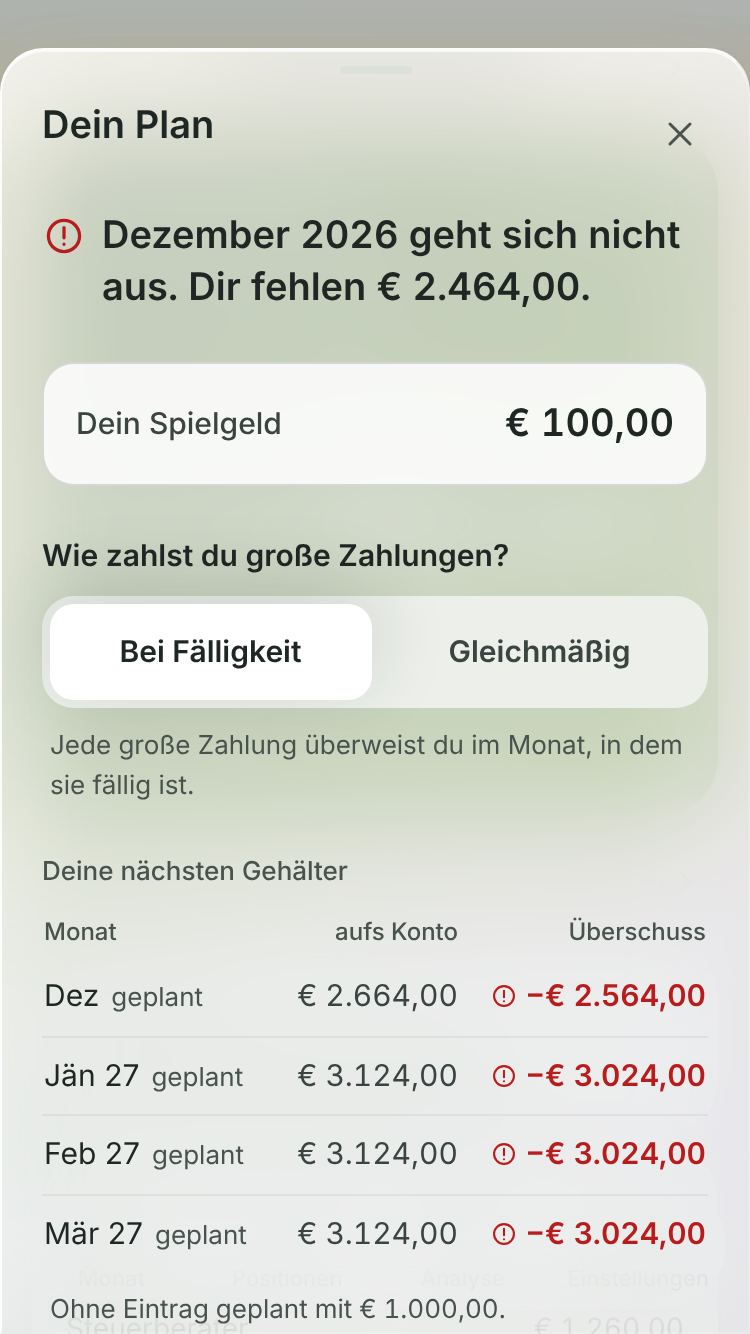 Dein Plan
Dezember 2026 geht sich nicht
aus. Dir fehlen € 2.464,00.
Dein Spielgeld € 100,00
Wie zahlst du große Zahlungen?
Bei Fälligkeit Gleichmäßig
Jede große Zahlung überweist du im Monat, in dem
sie fällig ist.
Deine nächsten Gehälter
Monat aufs Konto Überschuss
Dez geplant € 2.664,00 −€ 2.564,00
Jän 27 geplant € 3.124,00 −€ 3.024,00
Feb 27 geplant € 3.124,00 −€ 3.024,00
Mär 27 geplant € 3.124,00 −€ 3.024,00
Monat Positionen Analyse Einstellungen
Ohne Eintrag geplant mit € 1.000,00.
Steuerberater € 1.260,00